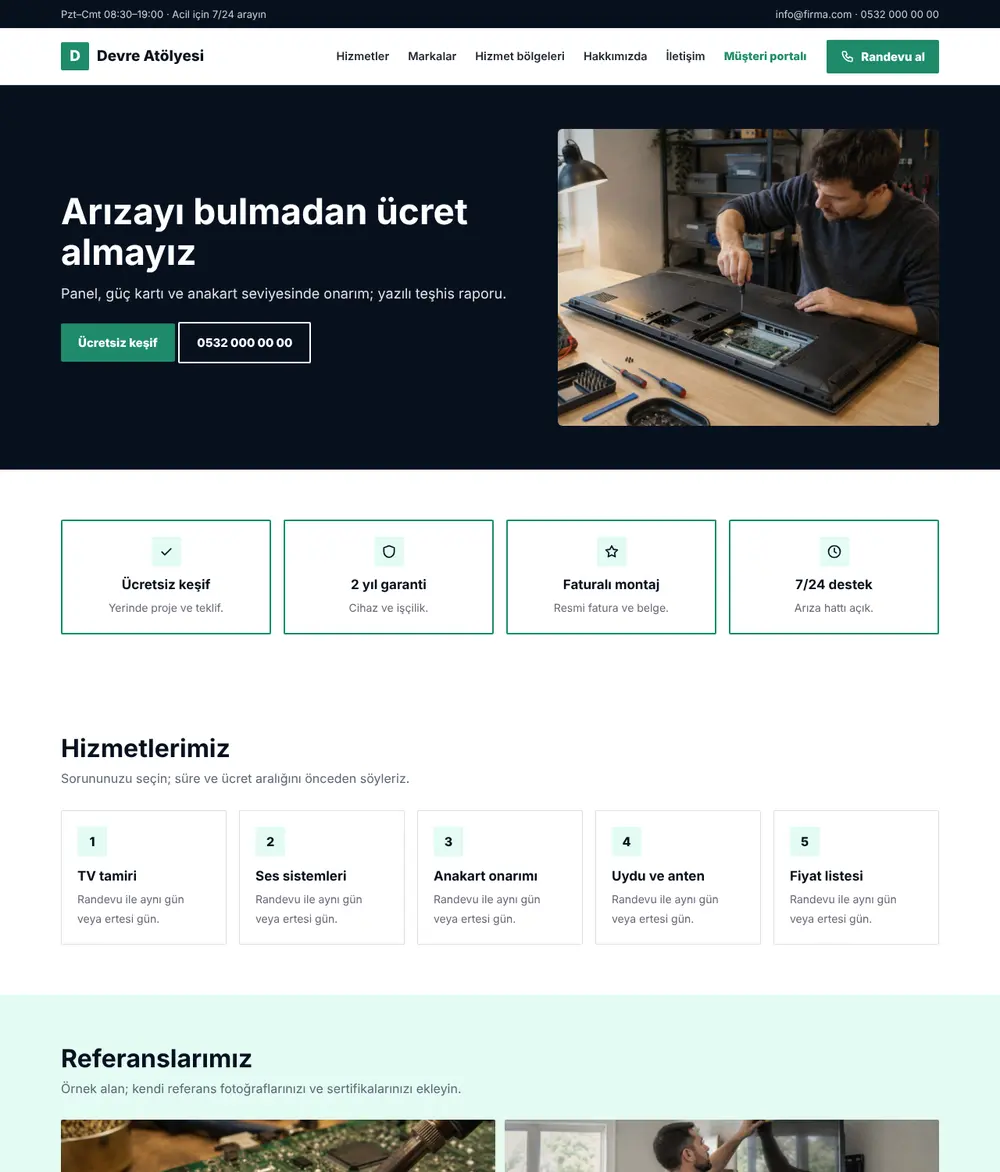 Pzt–Cmt 08:30–19:00 · Acil için 7/24 arayın
info@firma.com · 0532 000 00 00
D
Devre Atölyesi
Hizmetler
Markalar
Hizmet bölgeleri
Hakkımızda
İletişim
Müşteri portalı
Randevu al
Arızayı bulmadan ücret
almayız
Panel, güç kartı ve anakart seviyesinde onarım; yazılı teşhis raporu.
Ücretsiz keşif
0532 000 00 00
Ücretsiz keşif
Yerinde proje ve teklif.
2 yıl garanti
Cihaz ve işçilik.
Faturalı montaj
Resmi fatura ve belge.
7/24 destek
Arıza hattı açık.
Hizmetlerimiz
Sorununuzu seçin; süre ve ücret aralığını önceden söyleriz.
1
TV tamiri
Randevu ile aynı gün
veya ertesi gün.
2
Ses sistemleri
Randevu ile aynı gün
veya ertesi gün.
3
Anakart onarımı
Randevu ile aynı gün
veya ertesi gün.
4
Uydu ve anten
Randevu ile aynı gün
veya ertesi gün.
5
Fiyat listesi
Randevu ile aynı gün
veya ertesi gün.
Referanslarımız
Örnek alan; kendi referans fotoğraflarınızı ve sertifikalarınızı ekleyin.